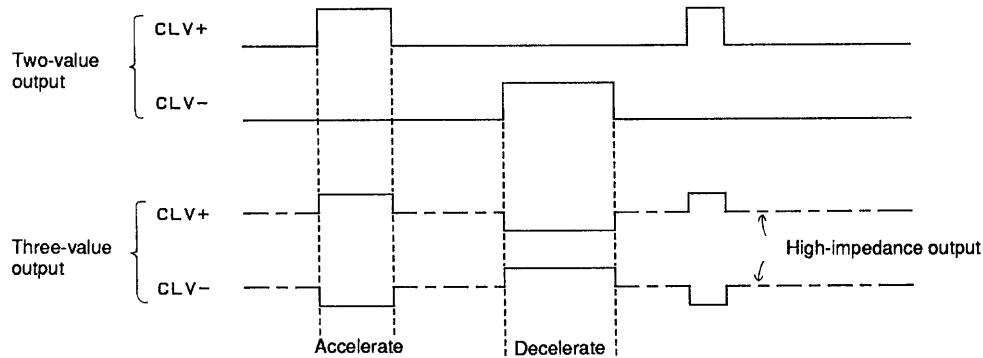 CLV+
Two-value
output
CLV−
CLV+
Three-value
output
High-impedance output
CLV−
Accelerate
Decelerate